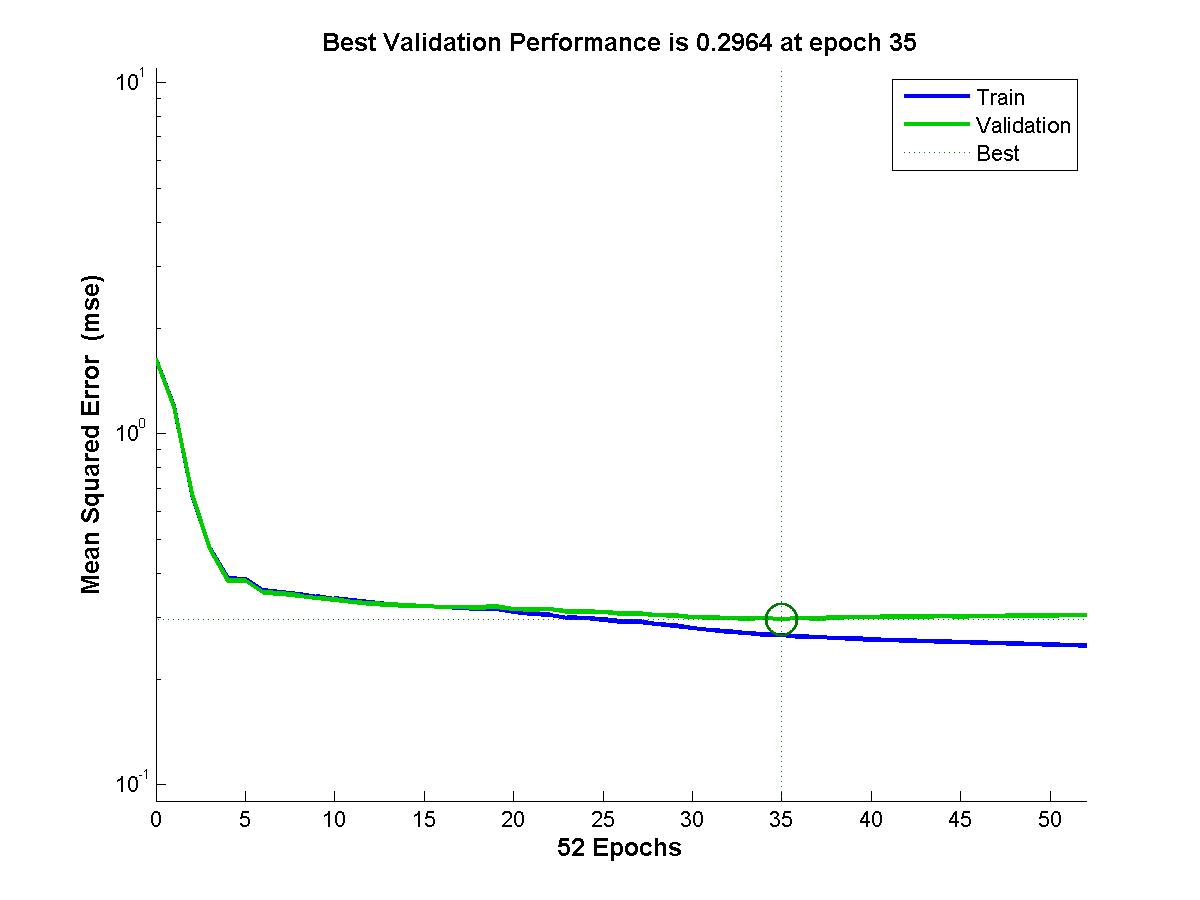 Best Validation Performance is 0.2964 at epoch 35
10^1
10^0
10^-1
Mean Squared Error (mse)
Train
Validation
Best
0 5 10 15 20 25 30 35 40 45 50
52 Epochs